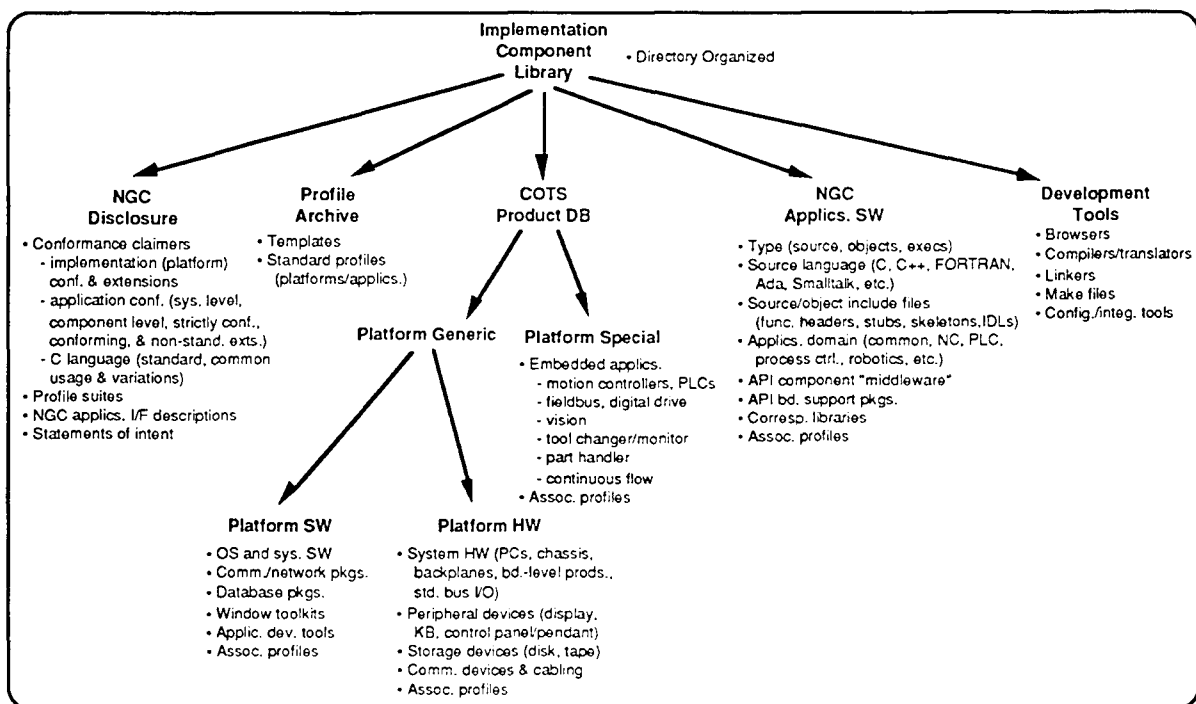 Implementation
Component
Library
• Directory Organized
NGC
Disclosure
• Conformance claimers
- implementation (platform)
conf. & extensions
- application conf. (sys. level,
component level, strictly conf.,
conforming, & non-stand. exts.)
- C language (standard, common
usage & variations)
• Profile suites
• NGC applics. I/F descriptions
• Statements of intent
Profile
Archive
• Templates
• Standard profiles
(platforms/applics.)
COTS
Product DB
Platform Generic
Platform SW
• OS and sys. SW
• Comm./network pkgs.
• Database pkgs.
• Window toolkits
• Applic. dev. tools
• Assoc. profiles
Platform HW
• System HW (PCs, chassis,
backplanes, bd.-level prods.,
std. bus I/O)
• Peripheral devices (display,
KB, control panel/pendant)
• Storage devices (disk, tape)
• Comm. devices & cabling
• Assoc. profiles
Platform Special
• Embedded applics.
- motion controllers, PLCs
- fieldbus, digital drive
- vision
- tool changer/monitor
- part handler
- continuous flow
• Assoc. profiles
NGC
Applics. SW
• Type (source, objects, execs)
• Source language (C, C++, FORTRAN,
Ada, Smalltalk, etc.)
• Source/object include files
(func. headers, stubs, skeletons,IDLs)
• Applics. domain (common, NC, PLC,
process ctrl., robotics, etc.)
• API component "middleware"
• API bd. support pkgs.
• Corresp. libraries
• Assoc. profiles
Development
Tools
• Browsers
• Compilers/translators
• Linkers
• Make files
• Config./integ. tools